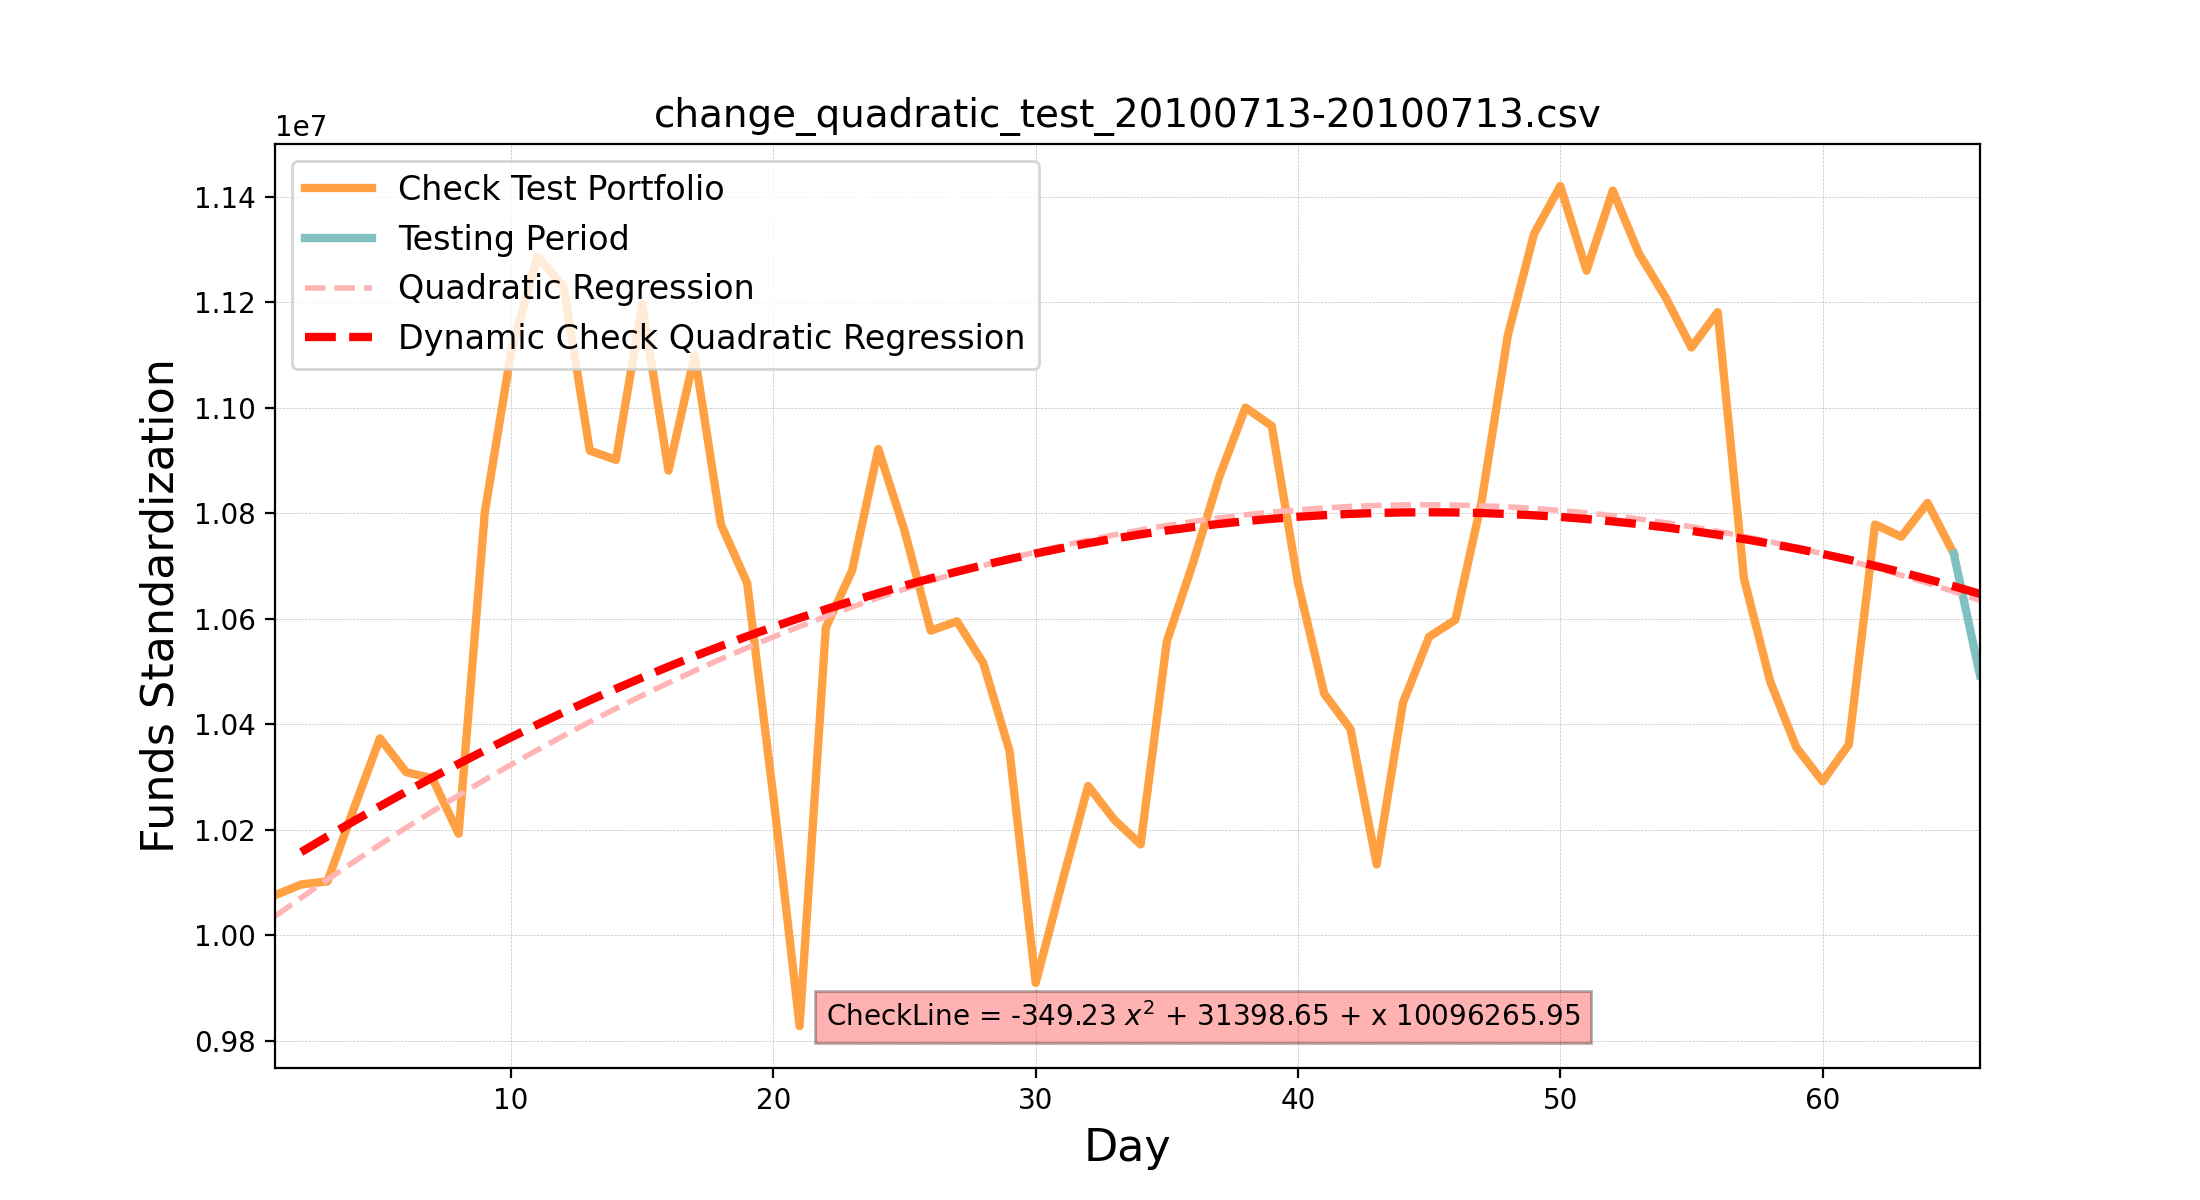 change_quadratic_test_20100713-20100713.csv
1e7
Check Test Portfolio
Testing Period
Quadratic Regression
Dynamic Check Quadratic Regression
1.14
1.12
1.10
1.08
1.06
1.04
1.02
1.00
0.98
Funds Standardization
CheckLine = -349.23 x² + 31398.65 + x 10096265.95
10 20 30 40 50 60
Day